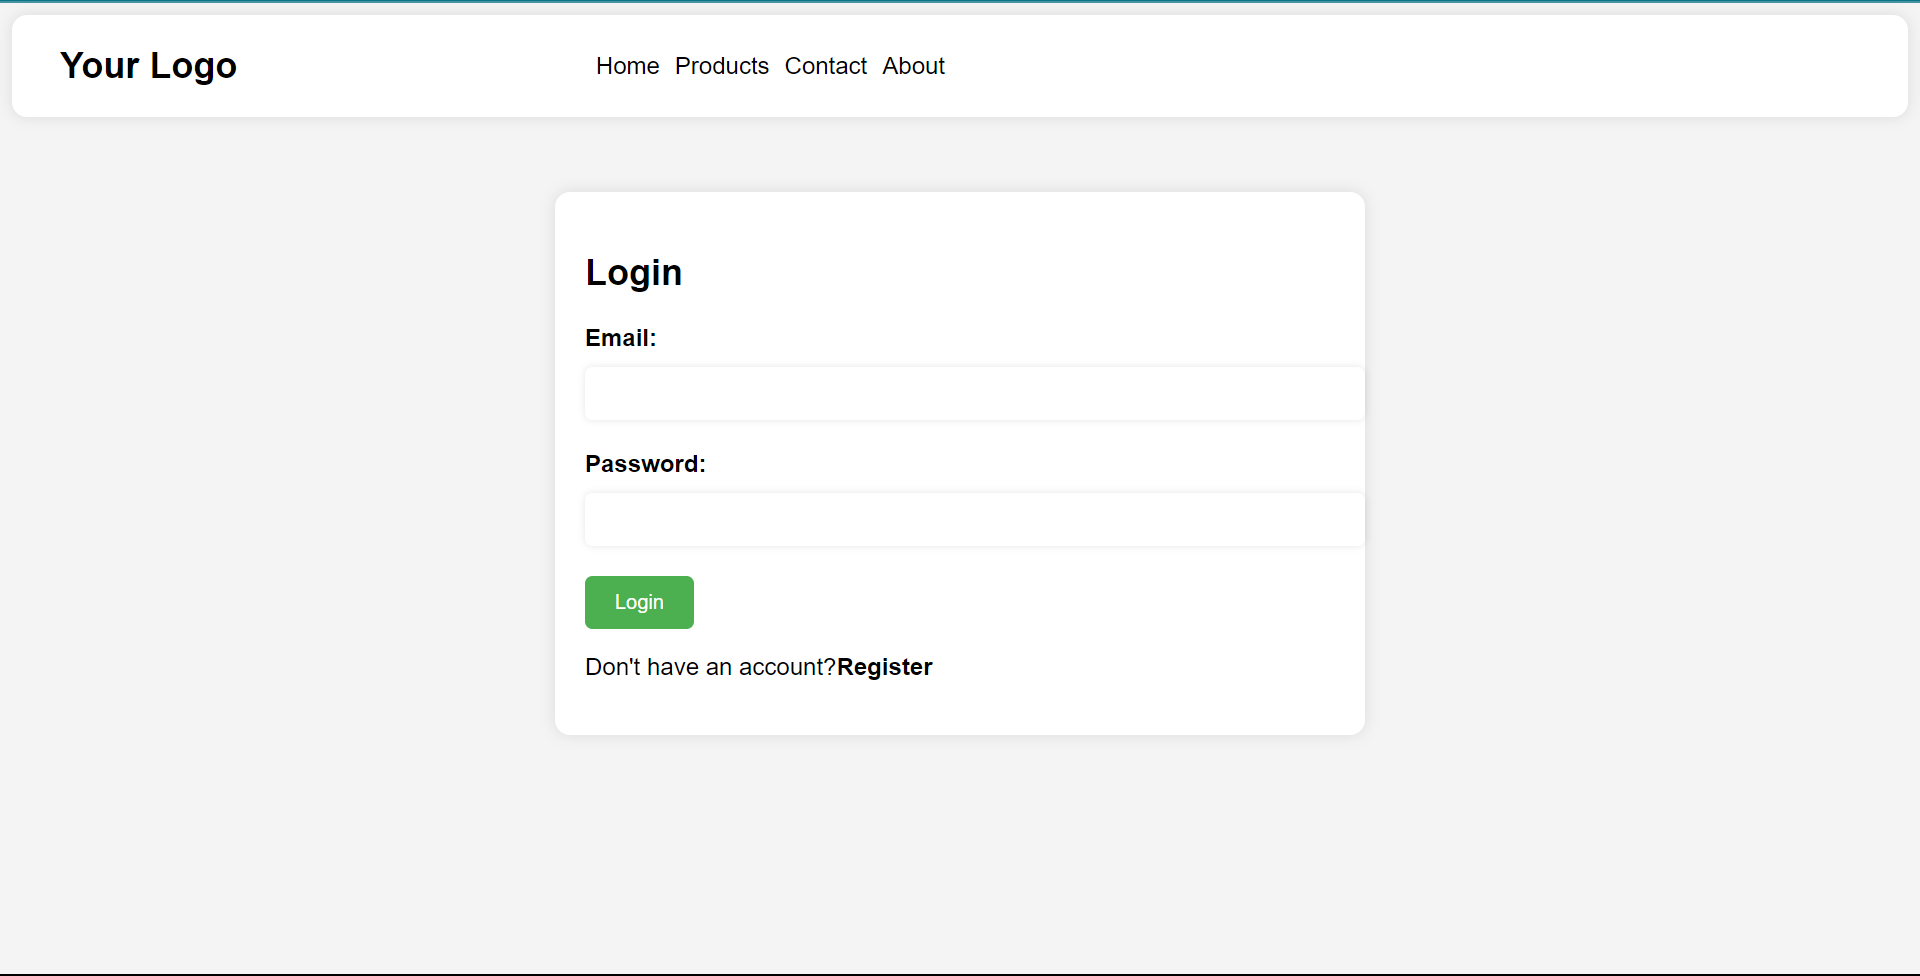 Your Logo
Home Products Contact About
Login
Email:
Password:
Login
Don't have an account?Register